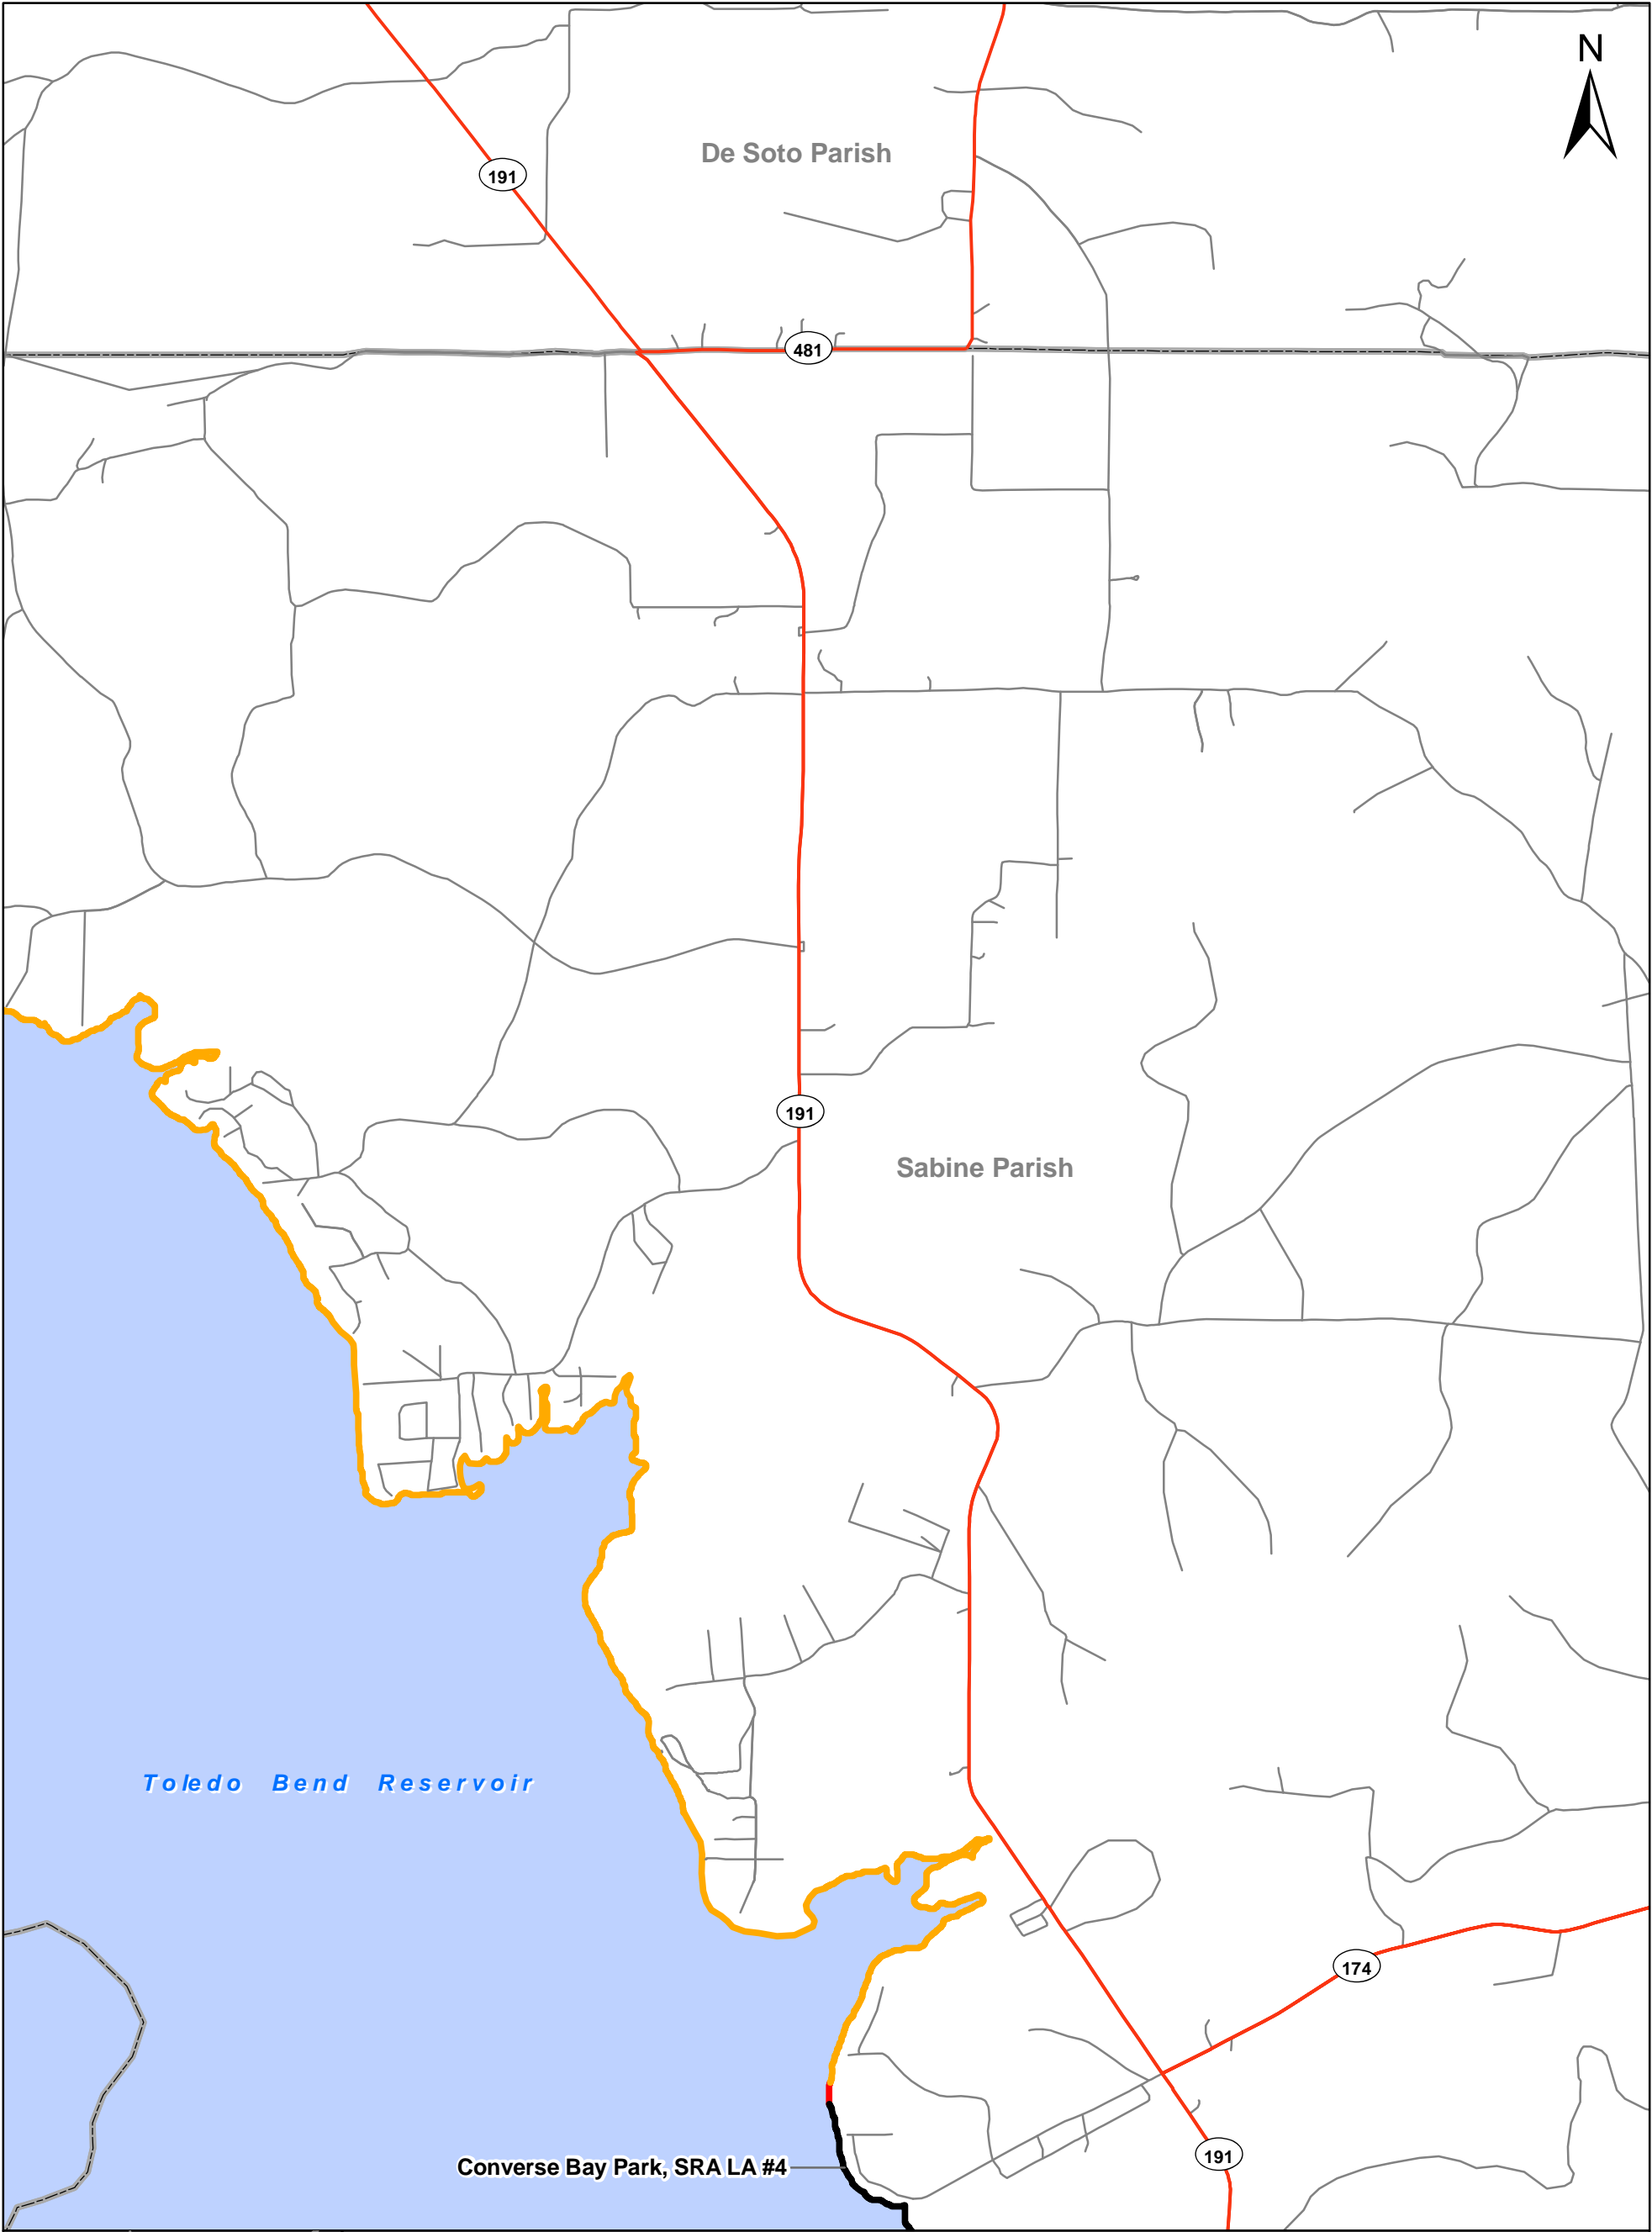 N
De Soto Parish
191
481
191
Sabine Parish
Toledo Bend Reservoir
174
191
Converse Bay Park, SRA LA #4